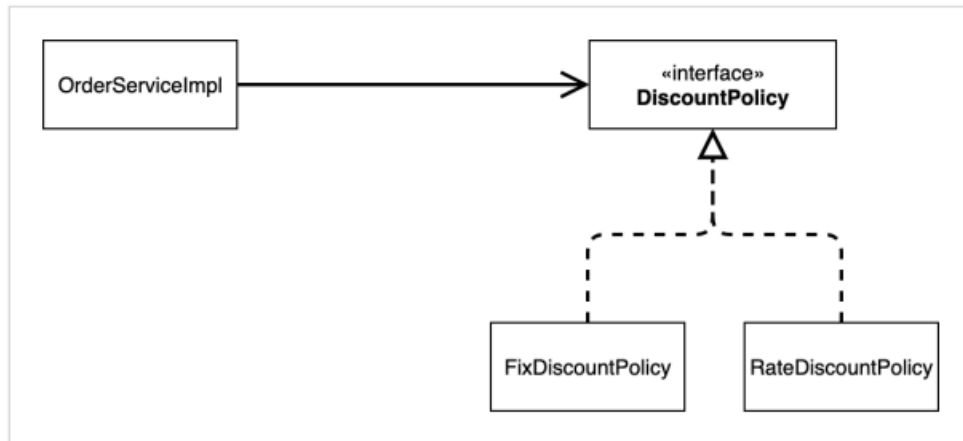 OrderServiceImpl
«interface»
DiscountPolicy
FixDiscountPolicy
RateDiscountPolicy